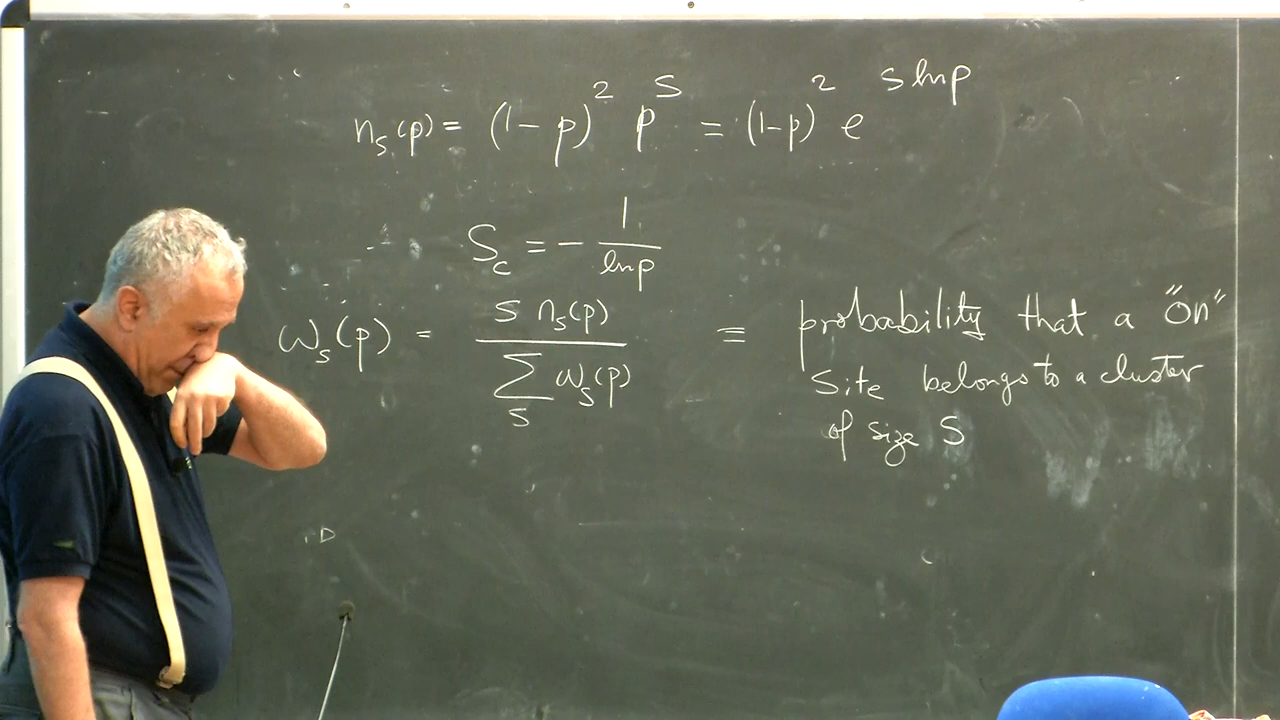 n_s(p) = (1-p)^2 p^s = (1-p)^2 e^{s ln p}
S_c = - 1/ln p
ω_s(p) = s n_s(p) / Σ_s ω_s(p) = probability that a "on"
site belongs to a cluster
of size S